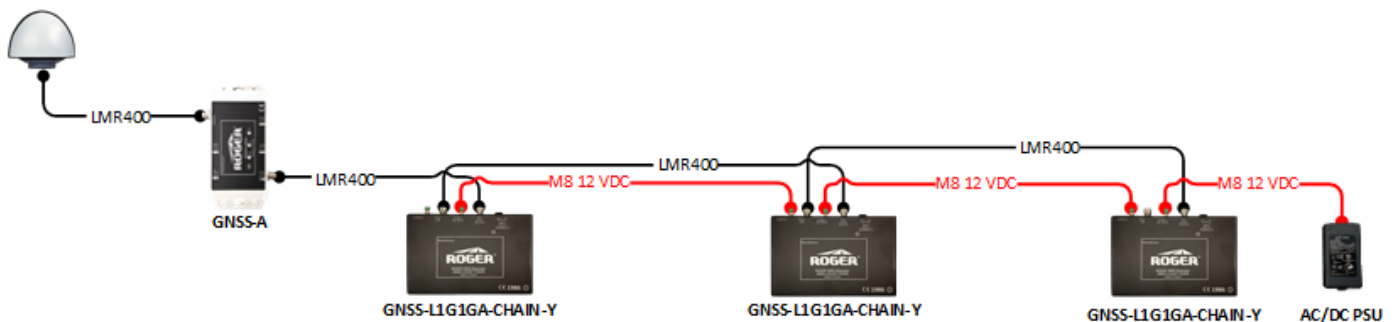 LMR400
LMR400
LMR400
LMR400
M8 12 VDC
M8 12 VDC
M8 12 VDC
ROGER
GNSS-A
ROGER
GNSS-L1G1GA-CHAIN-Y
ROGER
GNSS-L1G1GA-CHAIN-Y
ROGER
GNSS-L1G1GA-CHAIN-Y
AC/DC PSU